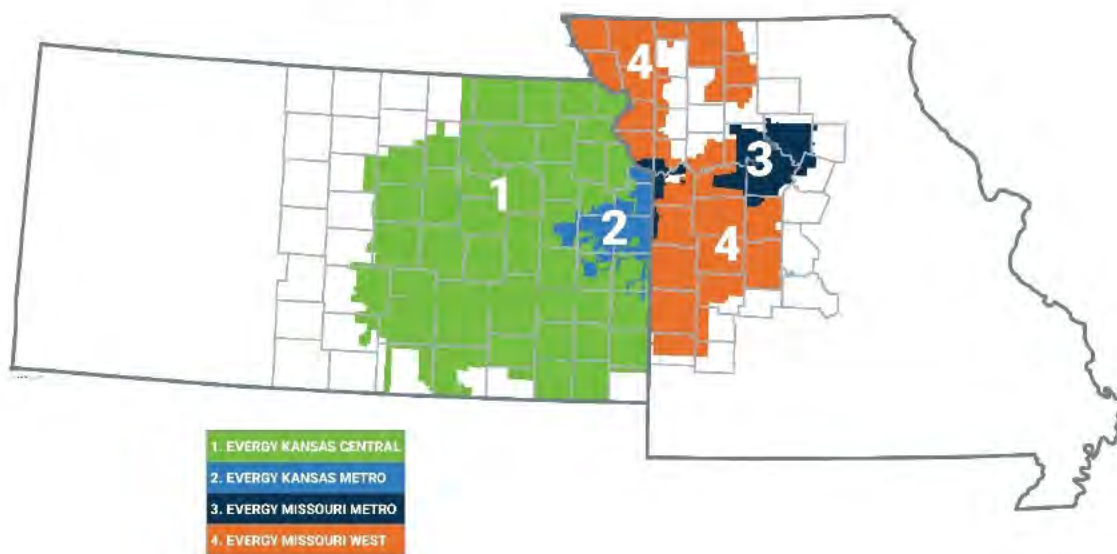 4
3
1
2
4
1. EVERGY KANSAS CENTRAL
2. EVERGY KANSAS METRO
3. EVERGY MISSOURI METRO
4. EVERGY MISSOURI WEST